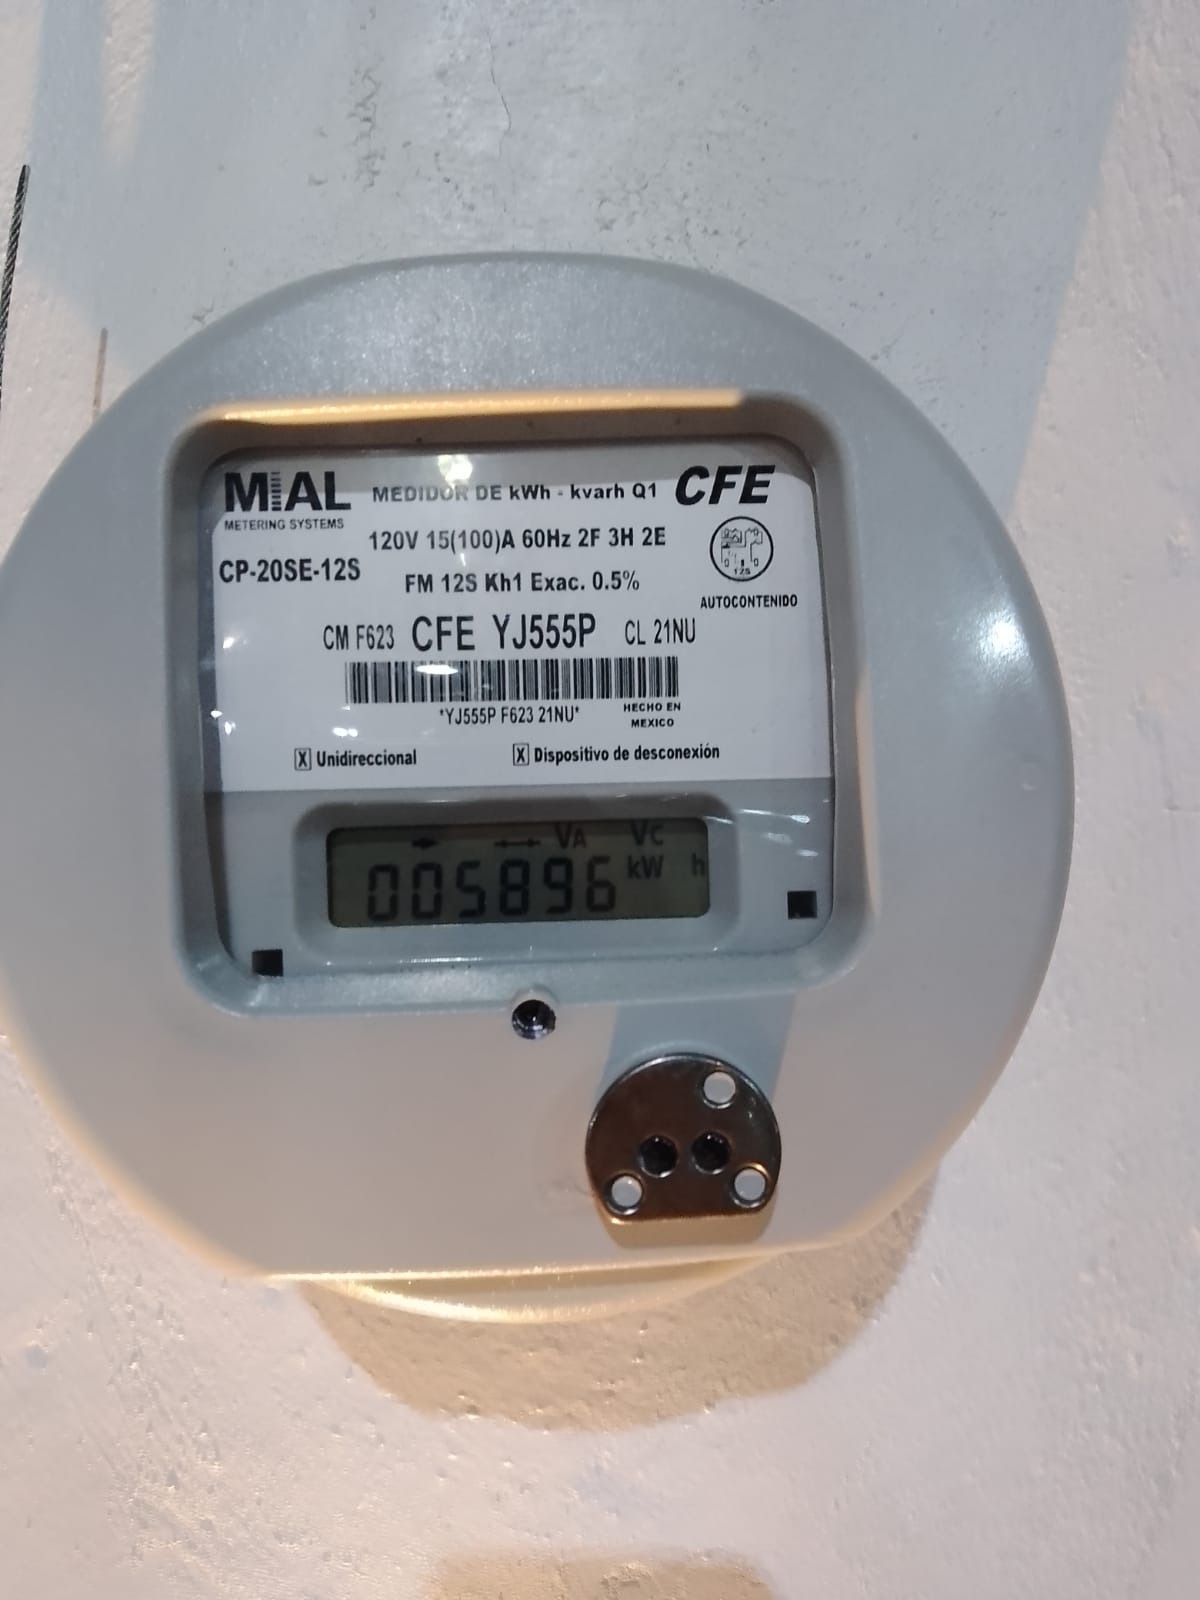 MIAL
METERING SYSTEMS
MEDIDOR DE kWh - kvarh Q1
CFE
120V 15(100)A 60Hz 2F 3H 2E
CP-20SE-12S
FM 12S Kh1 Exac. 0.5%
12S
AUTOCONTENIDO
CM F623 CFE YJ555P CL 21NU
*YJ555P F623 21NU*
HECHO EN
MEXICO
X Unidireccional
X Dispositivo de desconexión
VA VC
005896 kW h